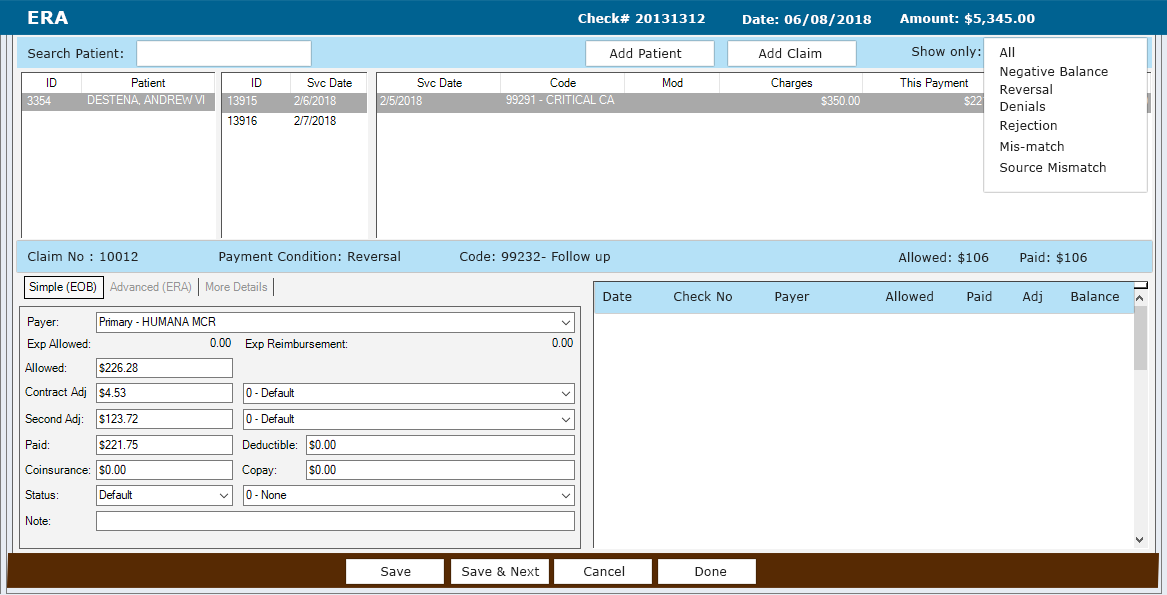 ERA Check# 20131312 Date: 06/08/2018 Amount: $5,345.00
Search Patient: Add Patient Add Claim Show only:
All
Negative Balance
Reversal
Denials
Rejection
Mis-match
Source Mismatch
ID Patient
3354 DESTENA, ANDREW VI
ID Svc Date
13915 2/6/2018
13916 2/7/2018
Svc Date Code Mod Charges This Payment
2/5/2018 99291 - CRITICAL CA $350.00 $22
Claim No : 10012 Payment Condition: Reversal Code: 99232- Follow up Allowed: $106 Paid: $106
Simple (EOB) Advanced (ERA) More Details
Payer: Primary - HUMANA MCR
Exp Allowed: 0.00 Exp Reimbursement: 0.00
Allowed: $226.28
Contract Adj $4.53 0 - Default
Second Adj: $123.72 0 - Default
Paid: $221.75 Deductible: $0.00
Coinsurance: $0.00 Copay: $0.00
Status: Default 0 - None
Note:
Date Check No Payer Allowed Paid Adj Balance
Save Save & Next Cancel Done